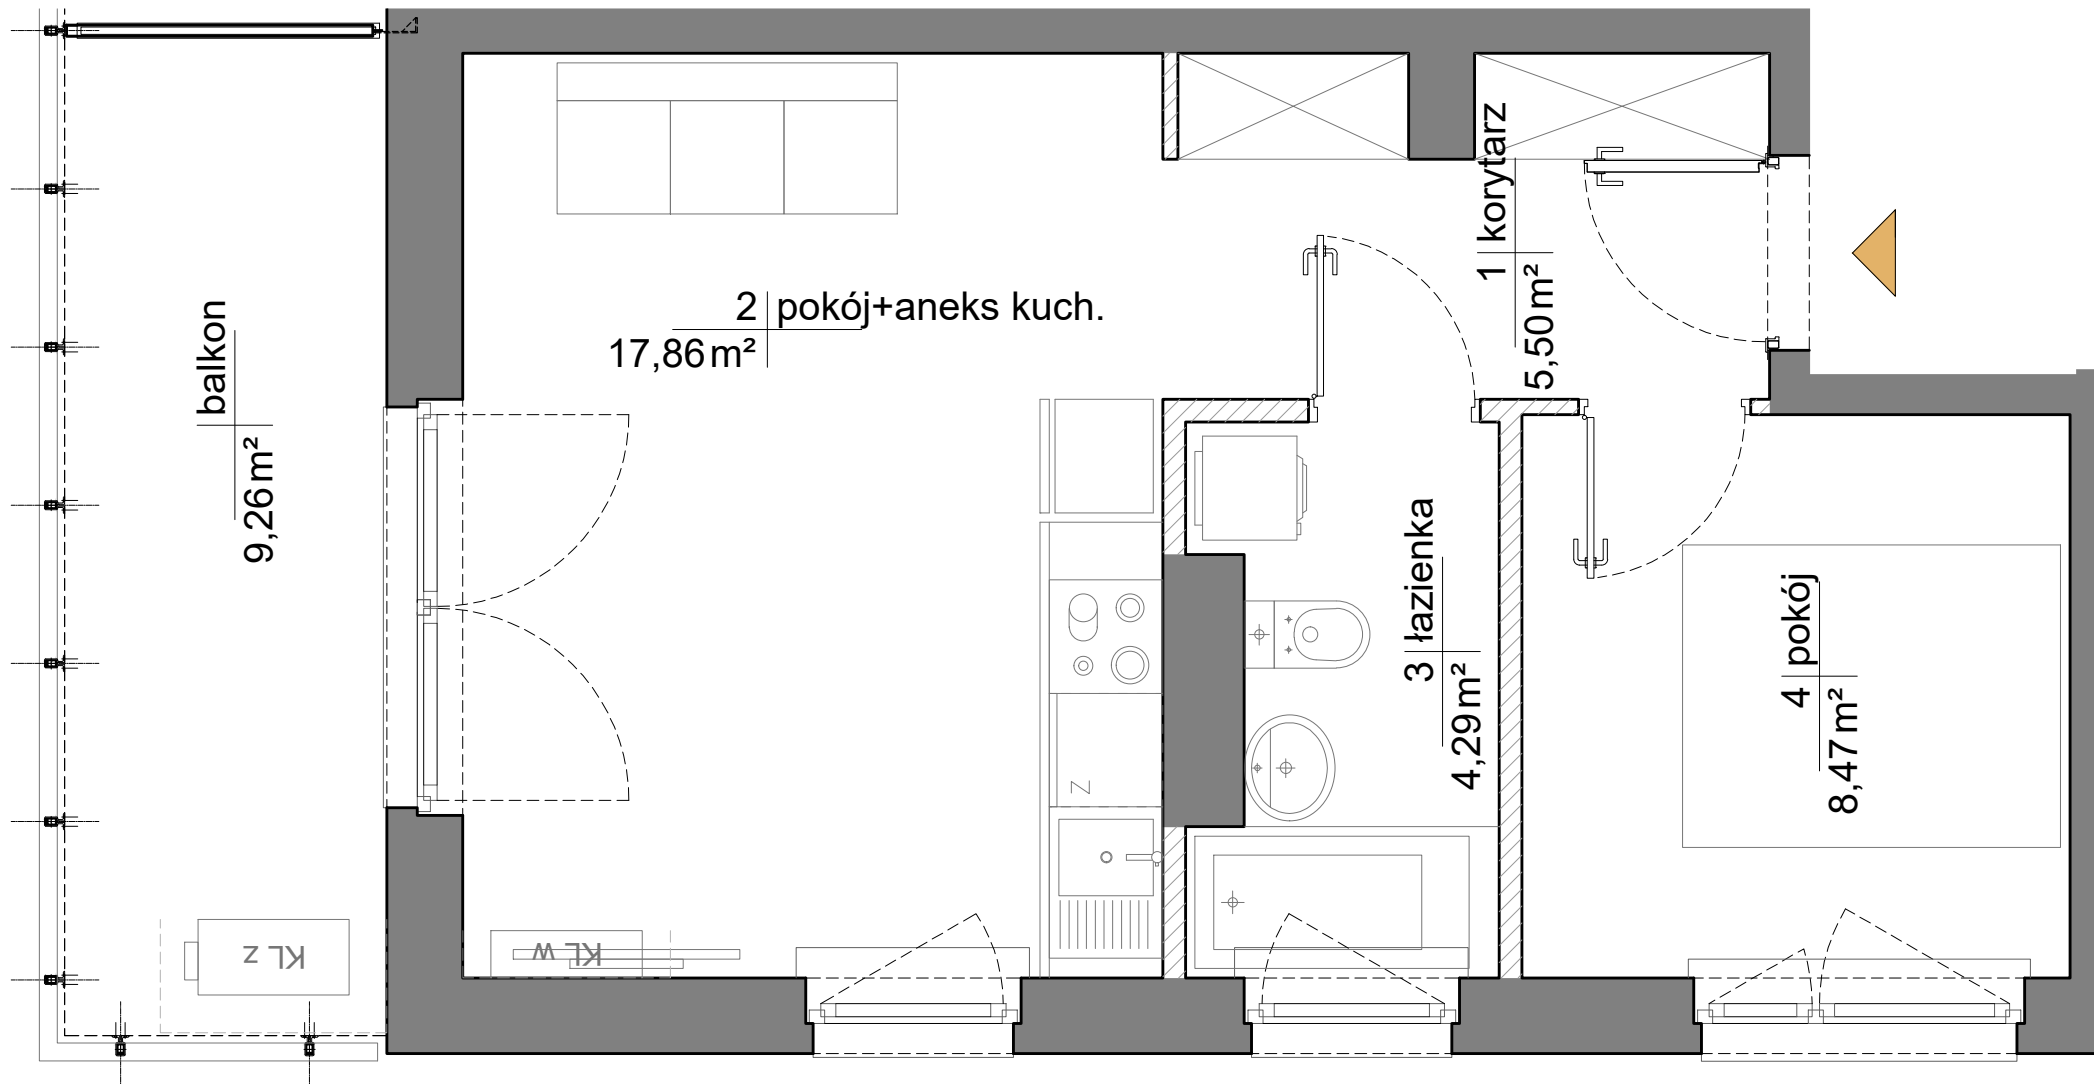 balkon
9,26 m²
2 pokój+aneks kuch.
17,86 m²
1 korytarz
5,50 m²
3 łazienka
4,29 m²
4 pokój
8,47 m²
Z
KL z
KL w